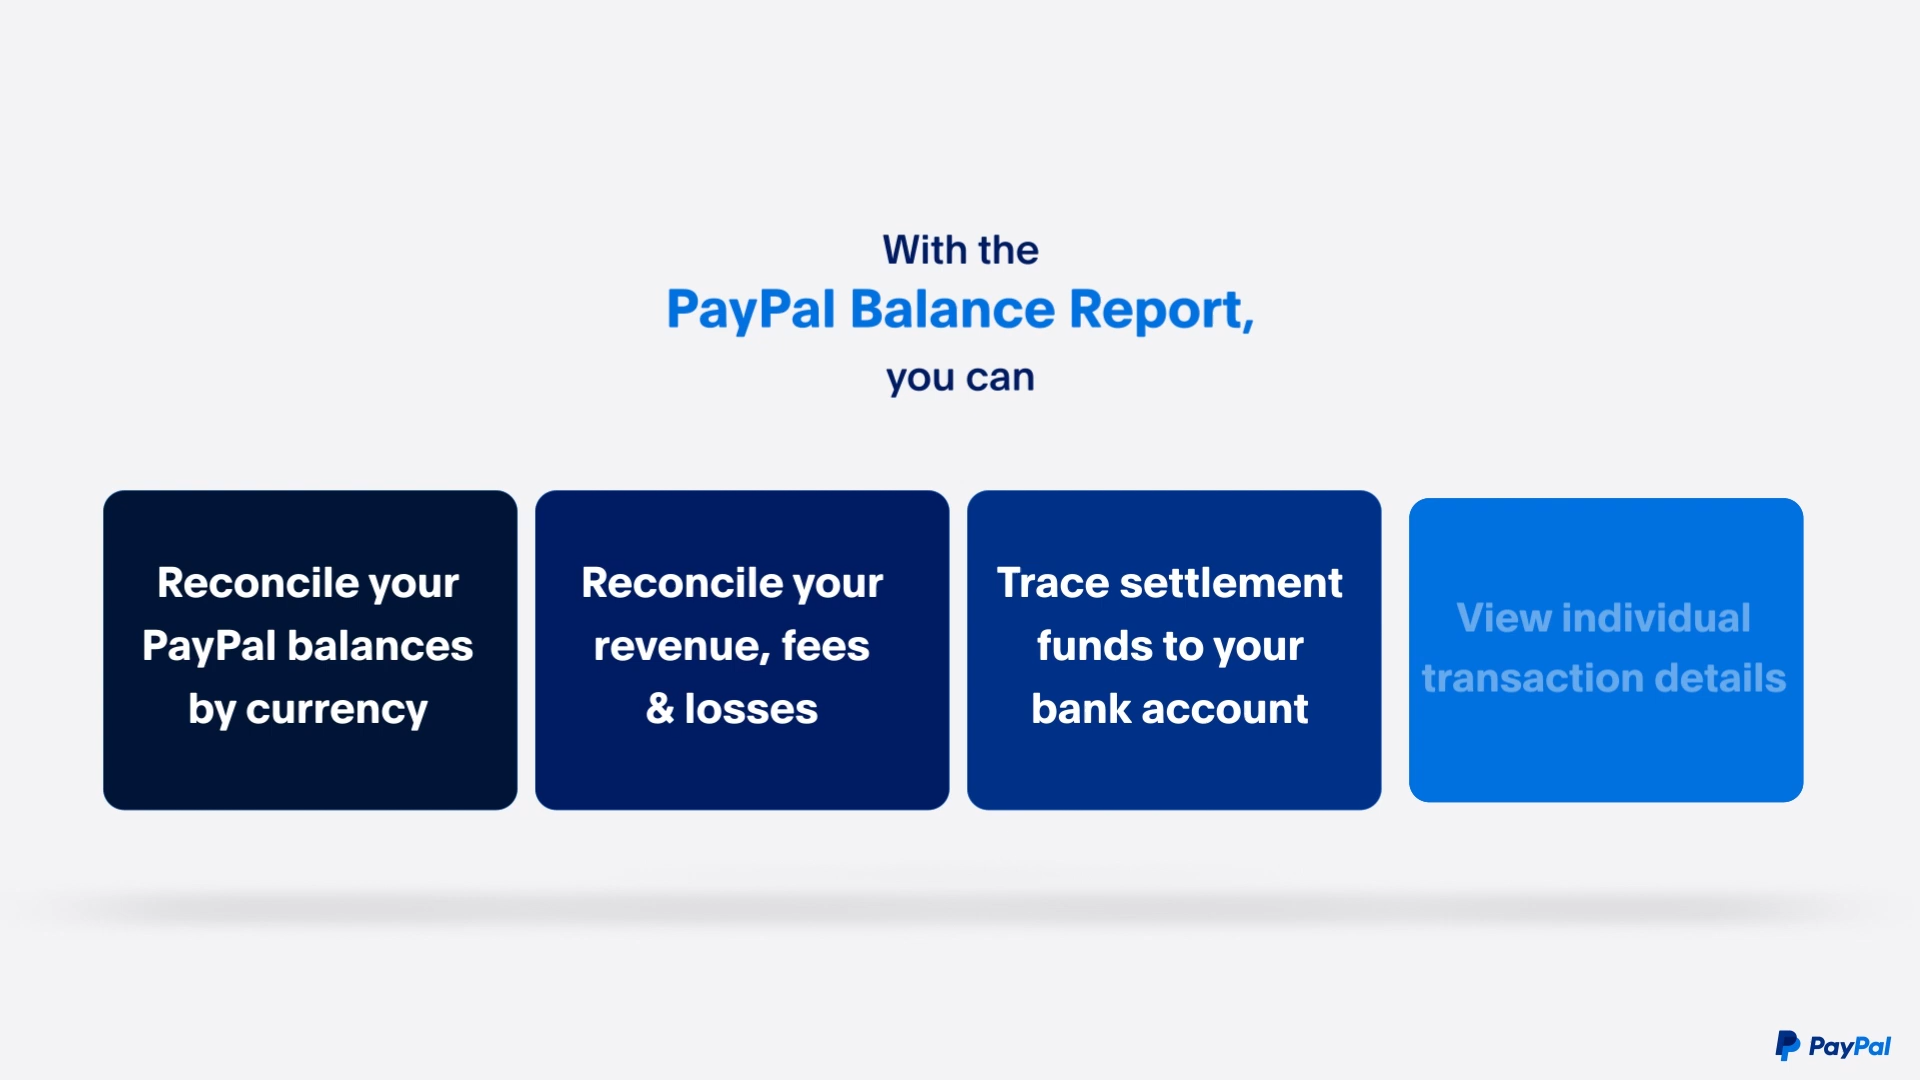 With the
PayPal Balance Report,
you can
Reconcile your
PayPal balances
by currency
Reconcile your
revenue, fees
& losses
Trace settlement
funds to your
bank account
View individual
transaction details
PayPal